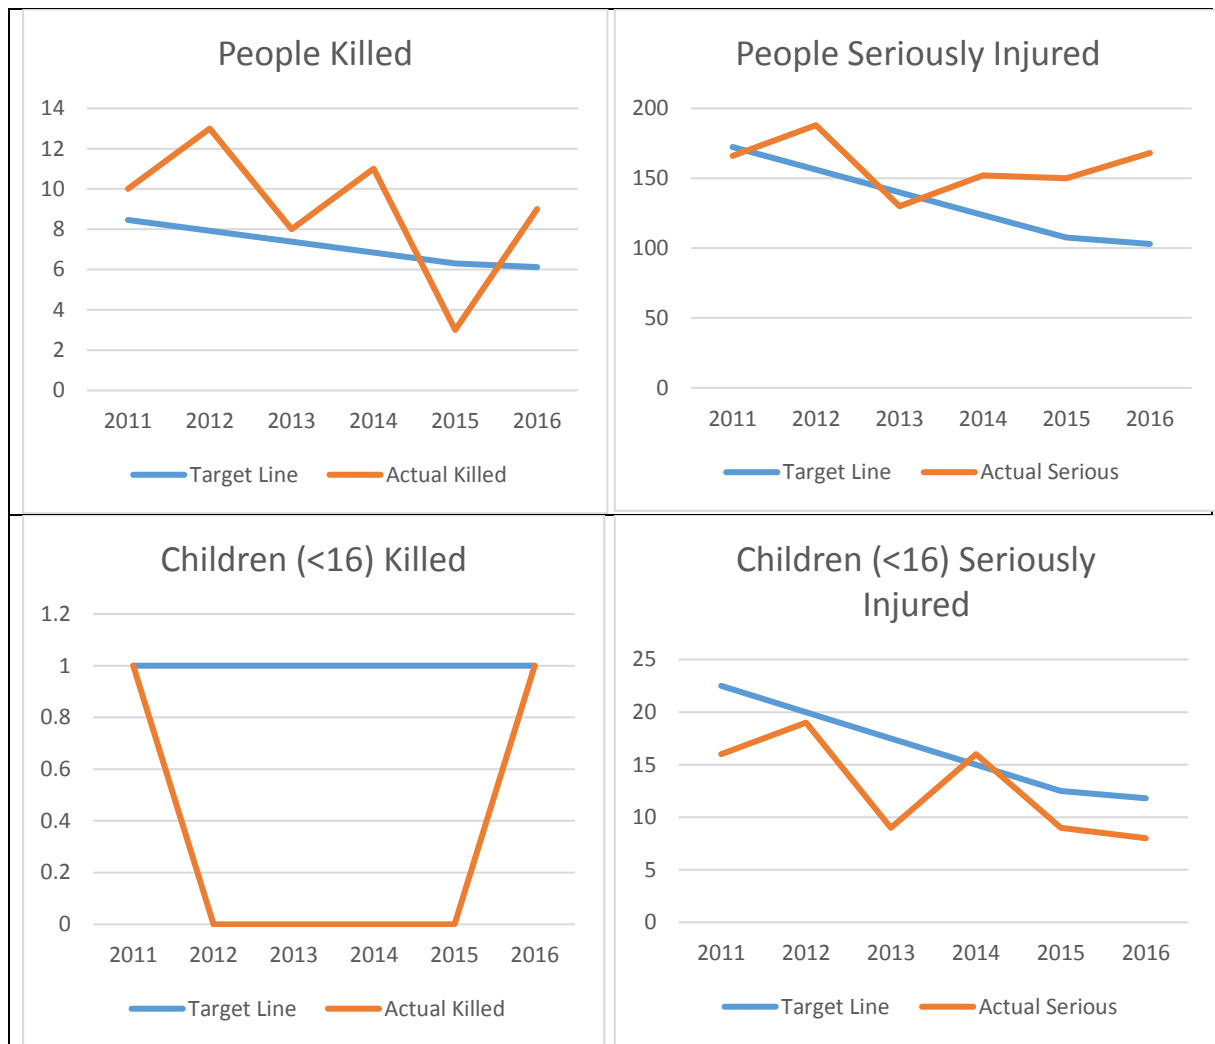 People Killed
14
12
10
8
6
4
2
0
2011 2012 2013 2014 2015 2016
Target Line Actual Killed
People Seriously Injured
200
150
100
50
0
2011 2012 2013 2014 2015 2016
Target Line Actual Serious
Children (<16) Killed
1.2
1
0.8
0.6
0.4
0.2
0
2011 2012 2013 2014 2015 2016
Target Line Actual Killed
Children (<16) Seriously
Injured
25
20
15
10
5
0
2011 2012 2013 2014 2015 2016
Target Line Actual Serious